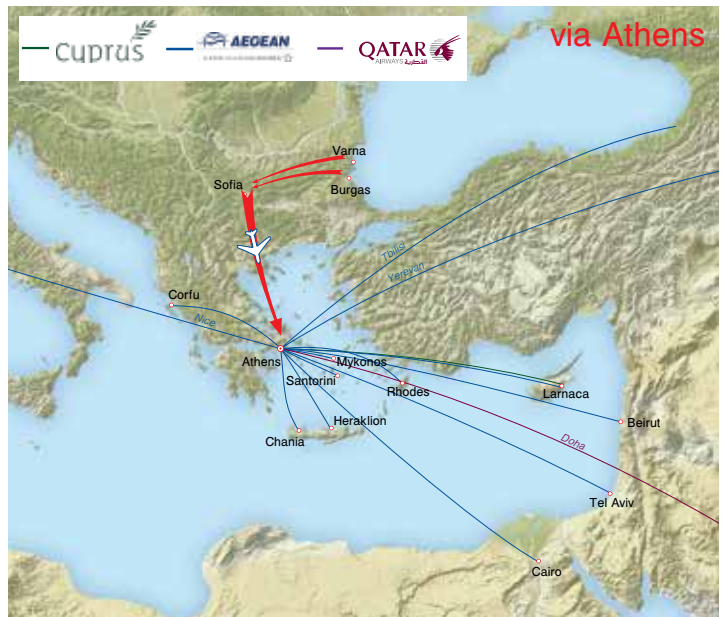 cyprus
AEGEAN
QATAR
AIRWAYS القطرية
via Athens
Varna
Sofia
Burgas
Tbilisi
Yerevan
Corfu
Nice
Athens
Mykonos
Santorini
Rhodes
Larnaca
Heraklion
Chania
Beirut
Doha
Tel Aviv
Cairo